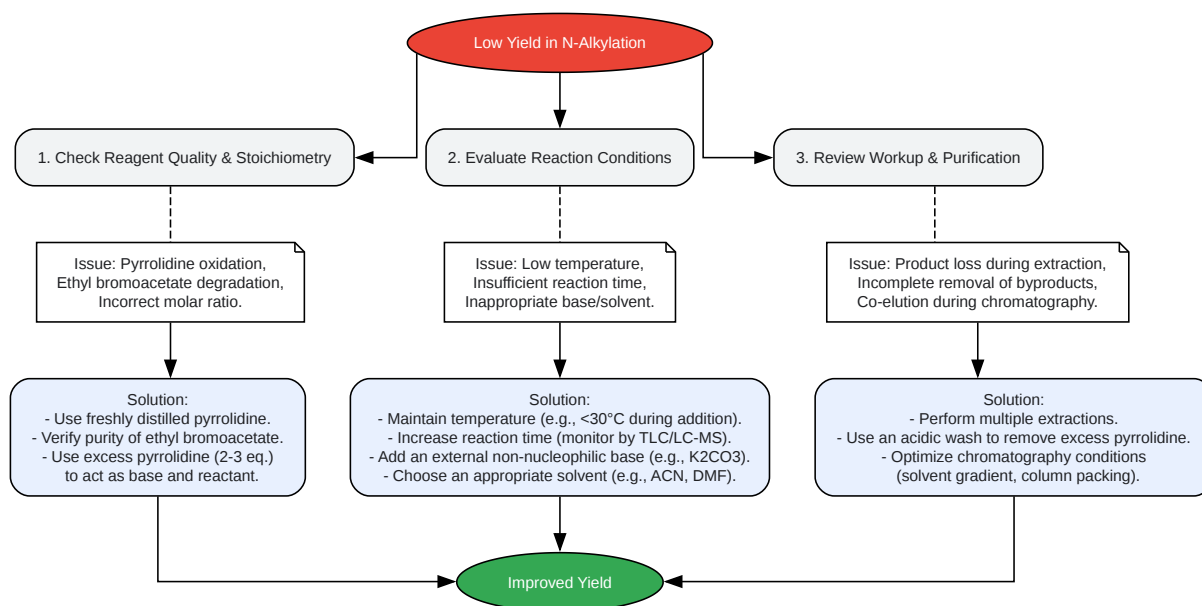 Low Yield in N-Alkylation
1. Check Reagent Quality & Stoichiometry
2. Evaluate Reaction Conditions
3. Review Workup & Purification
Issue: Pyrrolidine oxidation,
Ethyl bromoacetate degradation,
Incorrect molar ratio.
Issue: Low temperature,
Insufficient reaction time,
Inappropriate base/solvent.
Issue: Product loss during extraction,
Incomplete removal of byproducts,
Co-elution during chromatography.
Solution:
- Use freshly distilled pyrrolidine.
- Verify purity of ethyl bromoacetate.
- Use excess pyrrolidine (2-3 eq.)
to act as base and reactant.
Solution:
- Maintain temperature (e.g., <30°C during addition).
- Increase reaction time (monitor by TLC/LC-MS).
- Add an external non-nucleophilic base (e.g., K2CO3).
- Choose an appropriate solvent (e.g., ACN, DMF).
Solution:
- Perform multiple extractions.
- Use an acidic wash to remove excess pyrrolidine.
- Optimize chromatography conditions
(solvent gradient, column packing).
Improved Yield